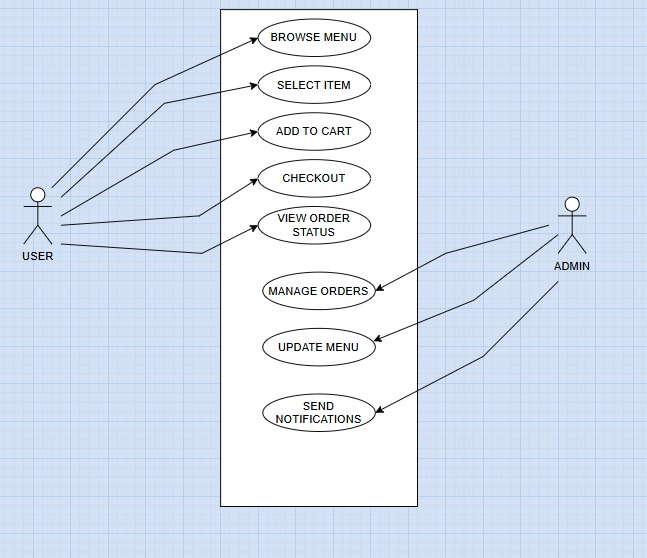 BROWSE MENU
SELECT ITEM
ADD TO CART
CHECKOUT
VIEW ORDER
STATUS
USER
ADMIN
MANAGE ORDERS
UPDATE MENU
SEND
NOTIFICATIONS